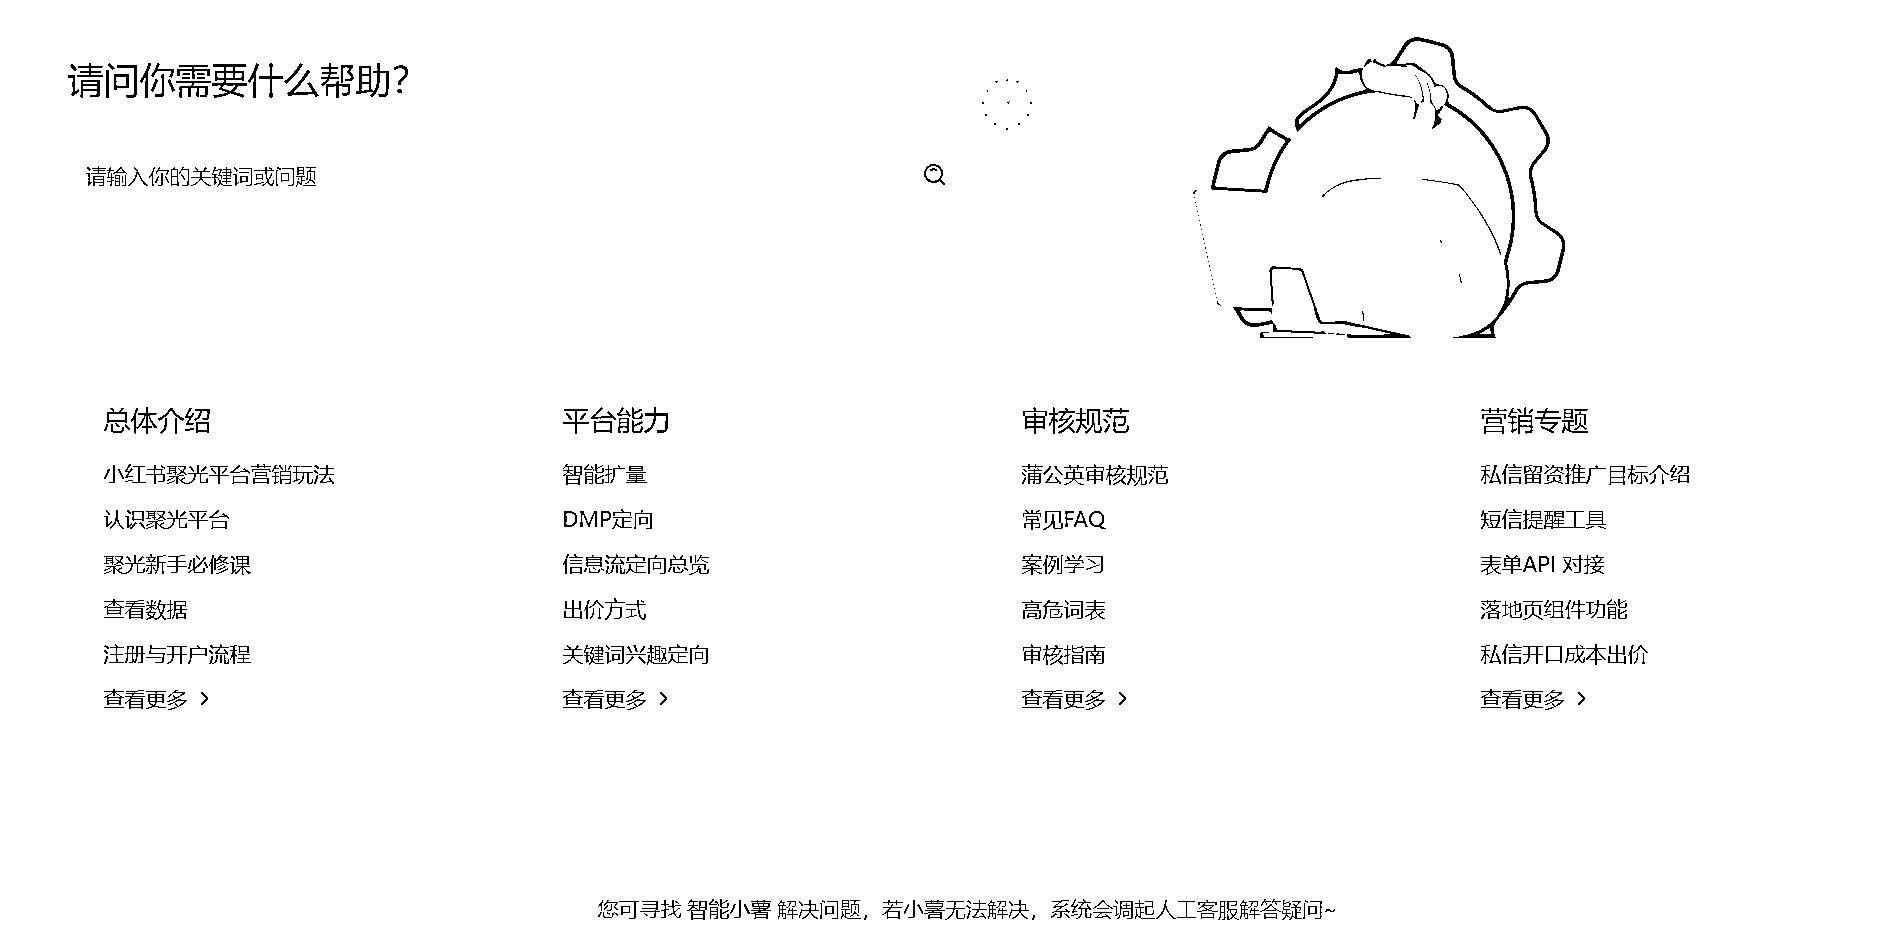 请问你需要什么帮助？
请输入你的关键词或问题
总体介绍
小红书聚光平台营销玩法
认识聚光平台
聚光新手必修课
查看数据
注册与开户流程
查看更多
平台能力
智能扩量
DMP定向
信息流定向总览
出价方式
关键词兴趣定向
查看更多
审核规范
蒲公英审核规范
常见FAQ
案例学习
高危词表
审核指南
查看更多
营销专题
私信留资推广目标介绍
短信提醒工具
表单API 对接
落地页组件功能
私信开口成本出价
查看更多
您可寻找 智能小薯 解决问题，若小薯无法解决，系统会调起人工客服解答疑问~